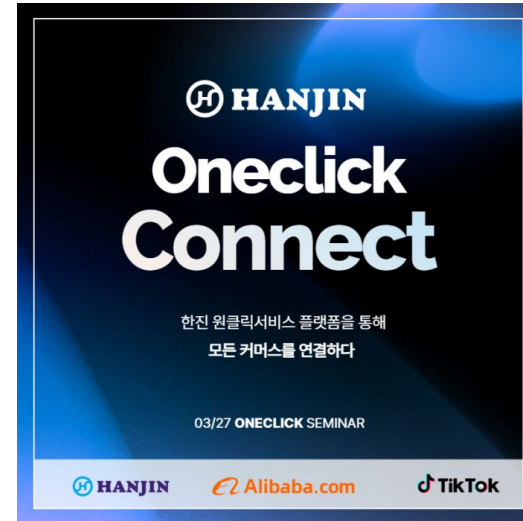 HANJIN
Oneclick
Connect
한진 원클릭서비스 플랫폼을 통해
모든 커머스를 연결하다
03/27 ONECLICK SEMINAR
HANJIN Alibaba.com TikTok